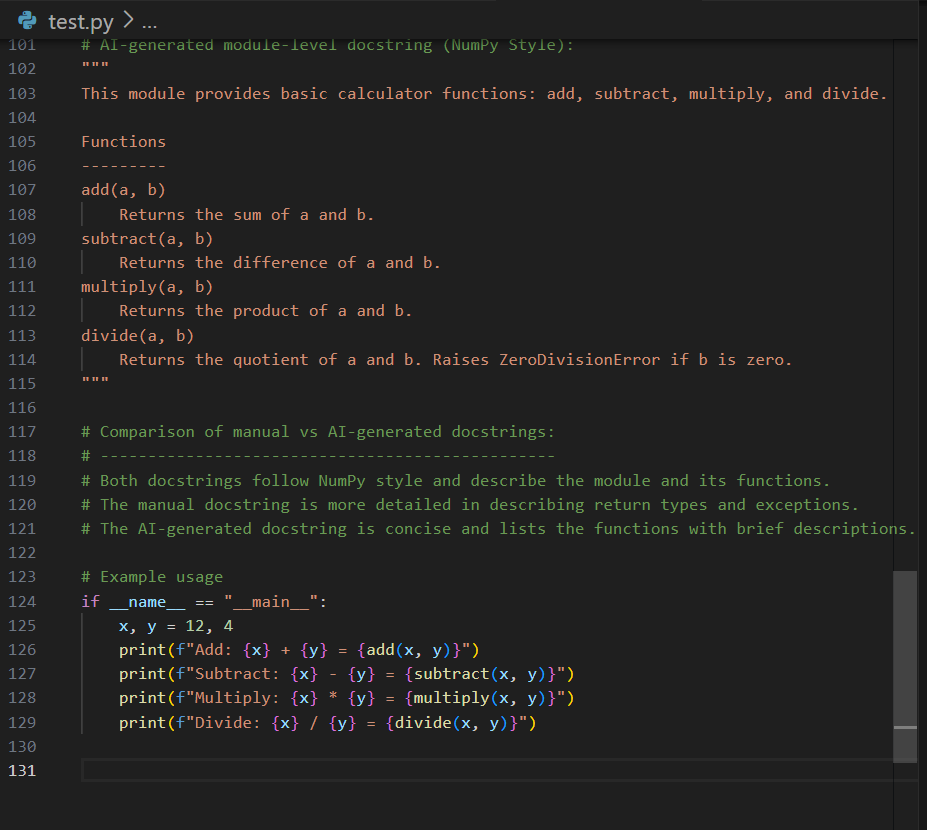 test.py > ...
101 # AI-generated module-level docstring (NumPy Style):
102 """
103 This module provides basic calculator functions: add, subtract, multiply, and divide.
104
105 Functions
106 ---------
107 add(a, b)
108     Returns the sum of a and b.
109 subtract(a, b)
110     Returns the difference of a and b.
111 multiply(a, b)
112     Returns the product of a and b.
113 divide(a, b)
114     Returns the quotient of a and b. Raises ZeroDivisionError if b is zero.
115 """
116
117 # Comparison of manual vs AI-generated docstrings:
118 # ------------------------------------------------
119 # Both docstrings follow NumPy style and describe the module and its functions.
120 # The manual docstring is more detailed in describing return types and exceptions.
121 # The AI-generated docstring is concise and lists the functions with brief descriptions.
122
123 # Example usage
124 if __name__ == "__main__":
125     x, y = 12, 4
126     print(f"Add: {x} + {y} = {add(x, y)}")
127     print(f"Subtract: {x} - {y} = {subtract(x, y)}")
128     print(f"Multiply: {x} * {y} = {multiply(x, y)}")
129     print(f"Divide: {x} / {y} = {divide(x, y)}")
130
131